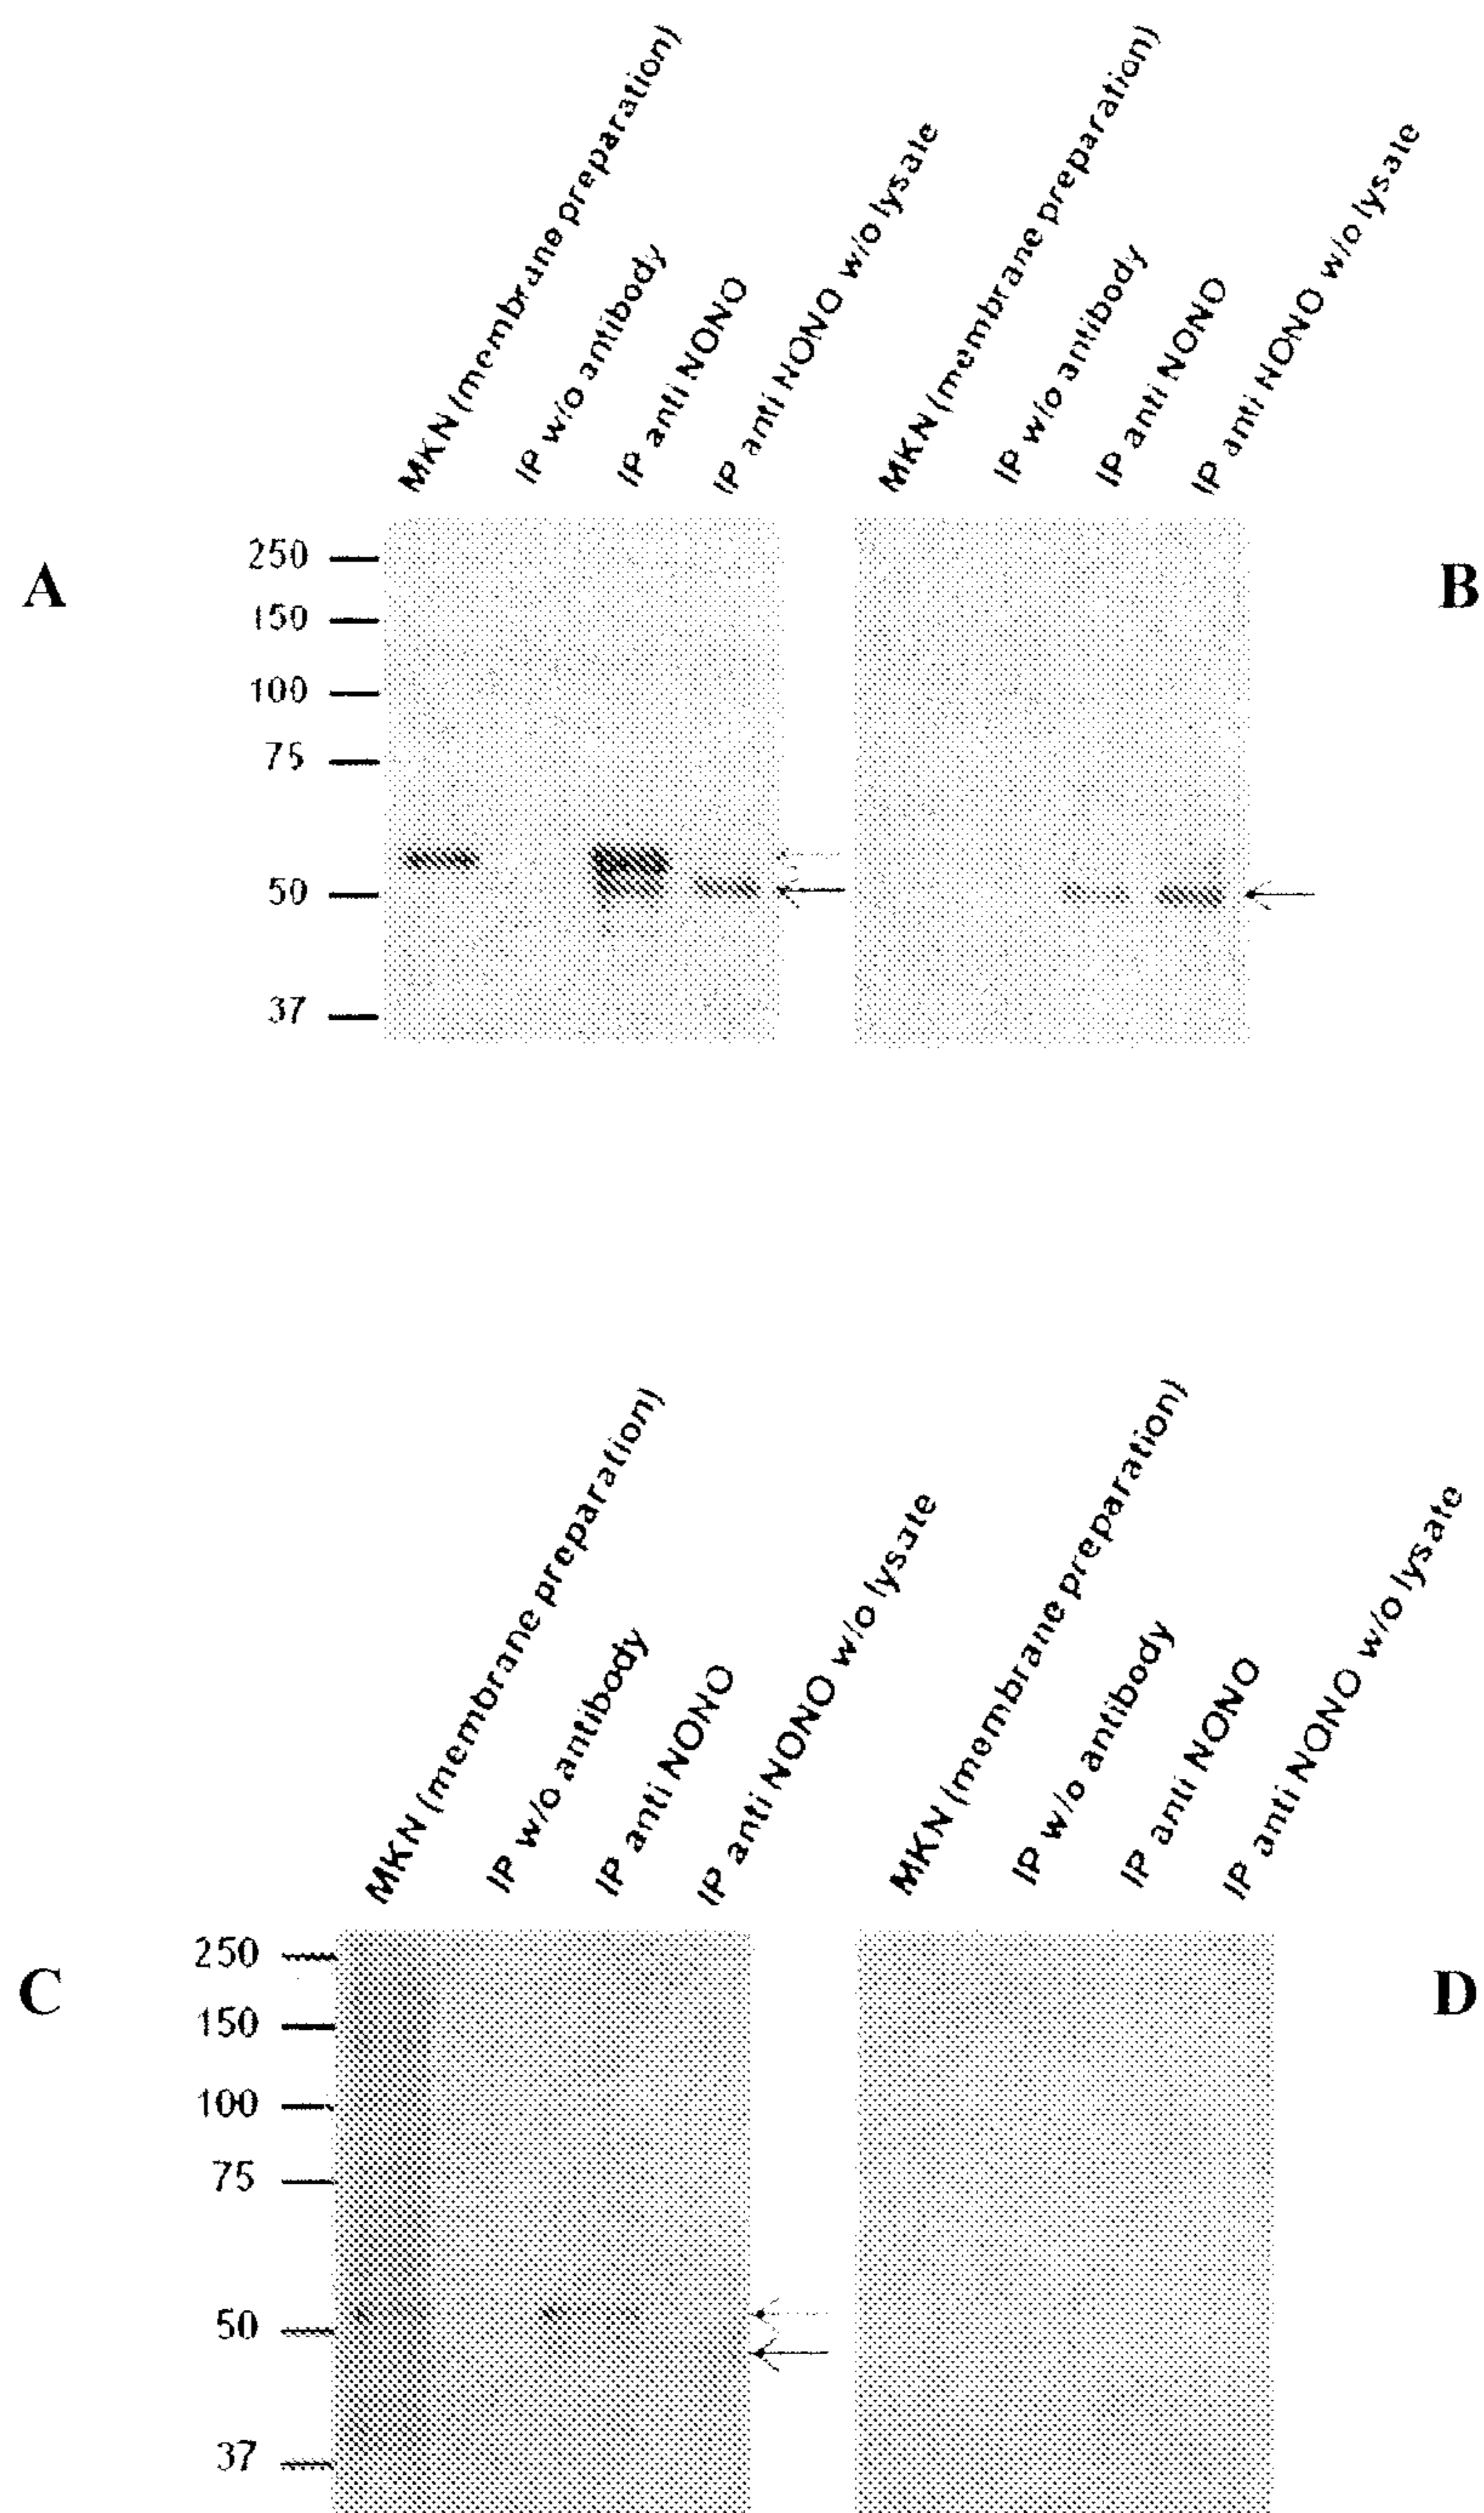 MKN (membrane preparation)
IP w/o antibody
IP anti NONO
IP anti NONO w/o lysate
MKN (membrane preparation)
IP w/o antibody
IP anti NONO
IP anti NONO w/o lysate
A
B
250
150
100
75
50
37
MKN (membrane preparation)
IP w/o antibody
IP anti NONO
IP anti NONO w/o lysate
MKN (membrane preparation)
IP w/o antibody
IP anti NONO
IP anti NONO w/o lysate
C
D
250
150
100
75
50
37